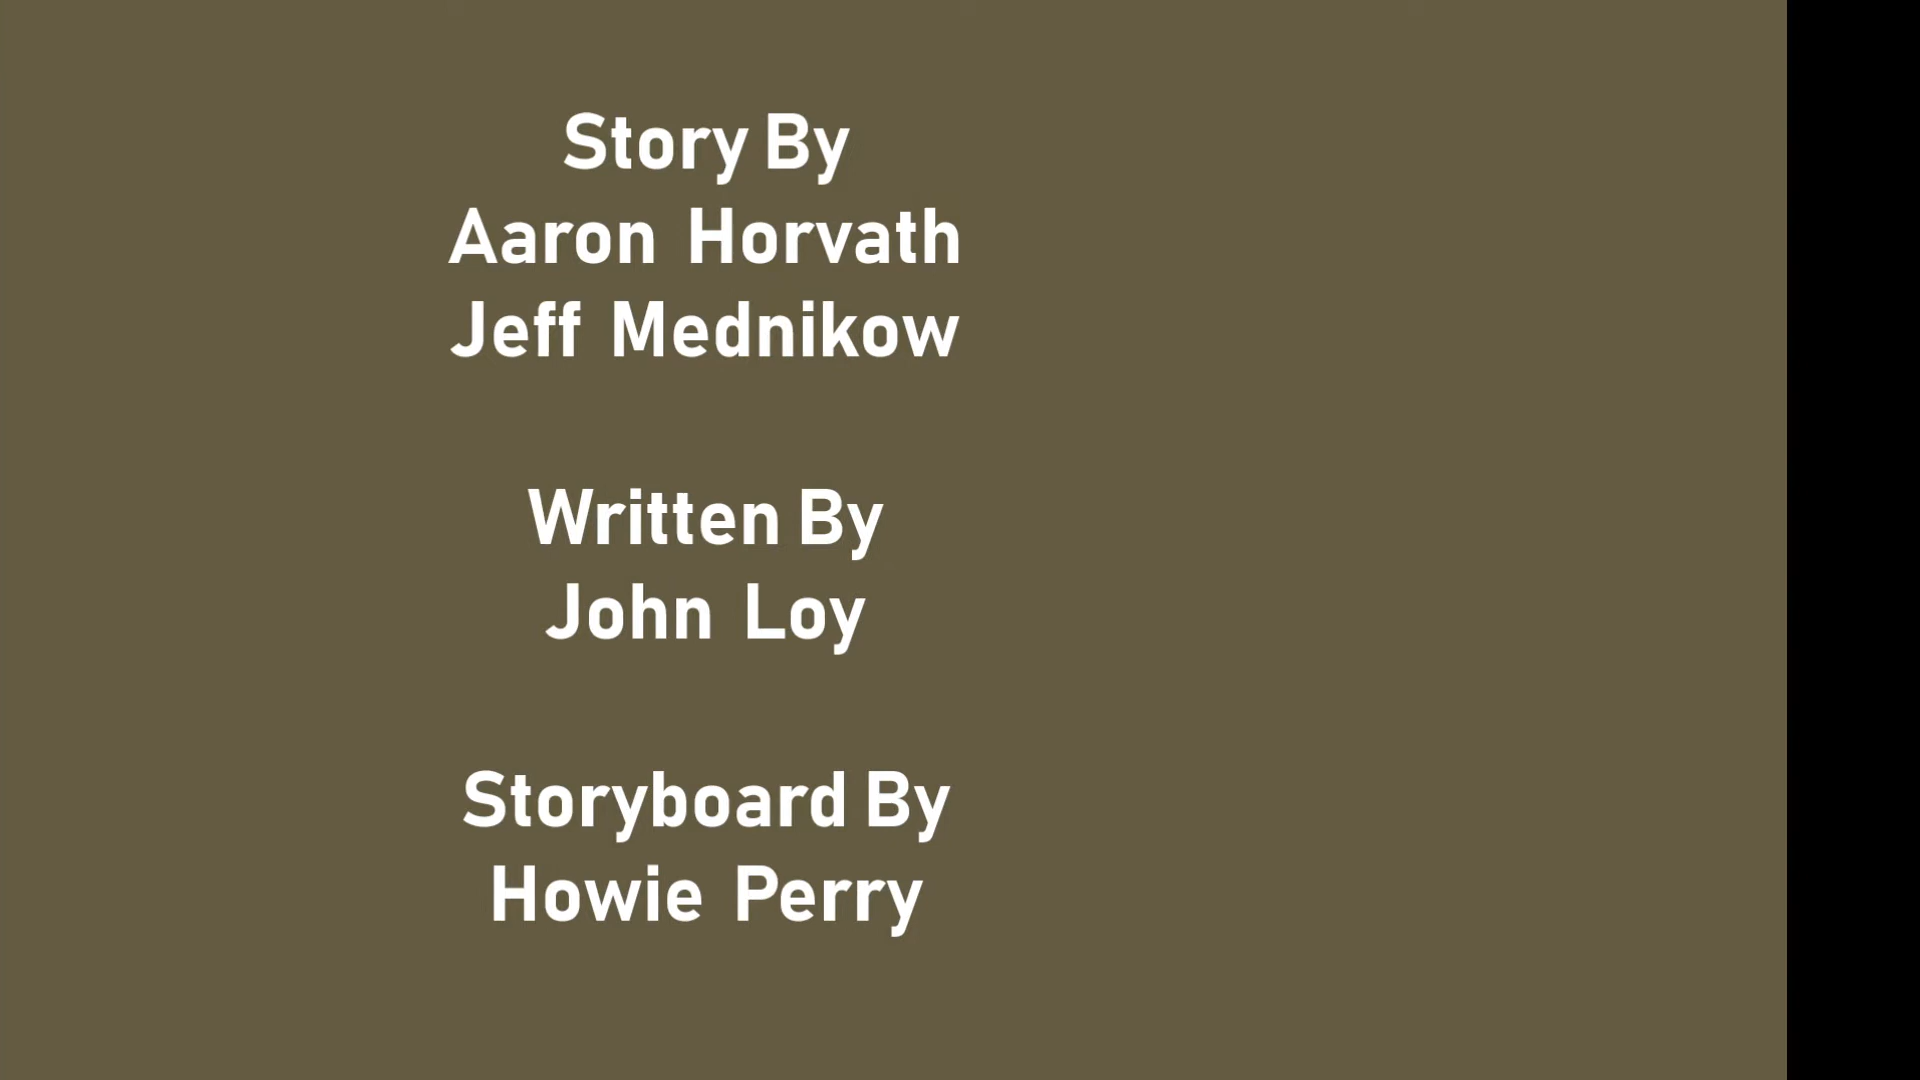 Story By
Aaron Horvath
Jeff Mednikow
Written By
John Loy
Storyboard By
Howie Perry